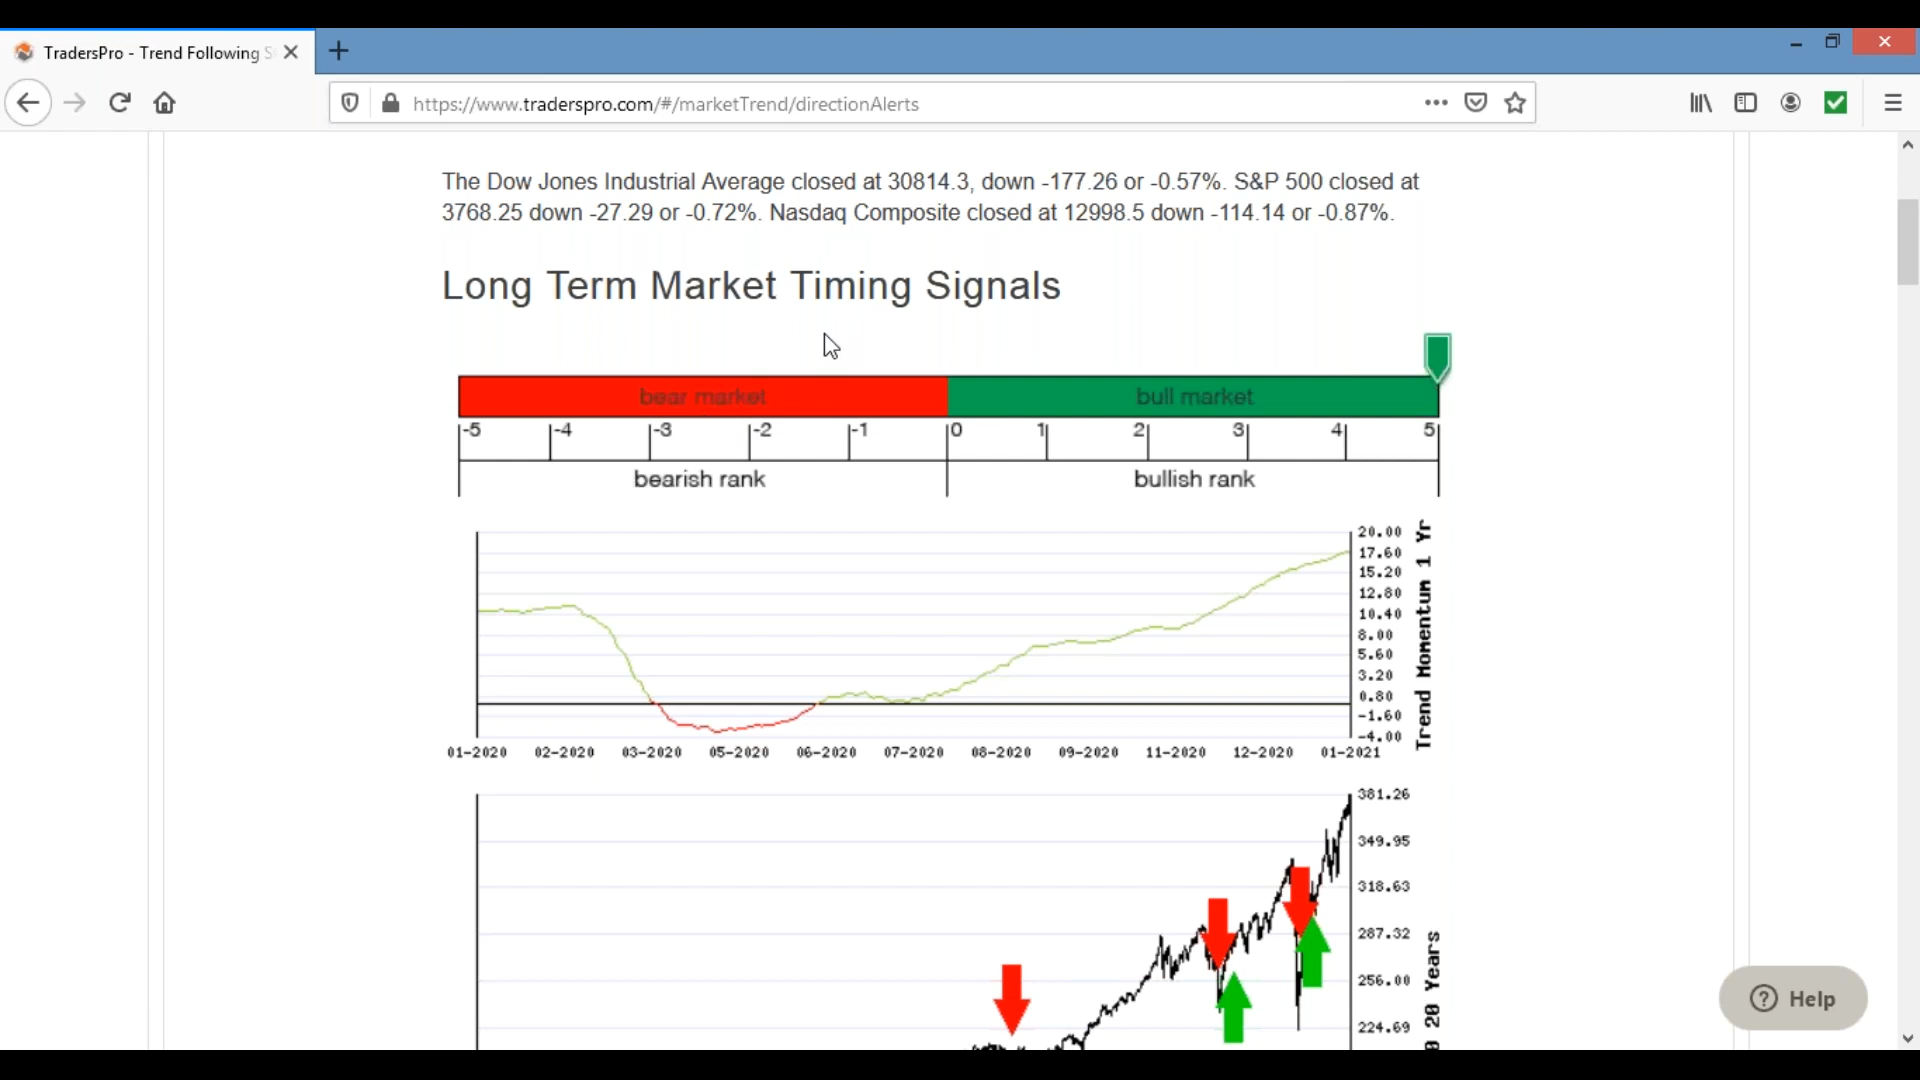 TradersPro - Trend Following S
https://www.traderspro.com/#/marketTrend/directionAlerts
The Dow Jones Industrial Average closed at 30814.3, down -177.26 or -0.57%. S&P 500 closed at
3768.25 down -27.29 or -0.72%. Nasdaq Composite closed at 12998.5 down -114.14 or -0.87%.
Long Term Market Timing Signals
bear market bull market
-5 -4 -3 -2 -1 0 1 2 3 4 5
bearish rank bullish rank
20.00
17.60
15.20
12.80
10.40
8.00
5.60
3.20
0.80
-1.60
-4.00
Trend Momentum 1 Yr
01-2020 02-2020 03-2020 05-2020 06-2020 07-2020 08-2020 09-2020 11-2020 12-2020 01-2021
381.26
349.95
318.63
287.32
256.00
224.69
20 Years
Help